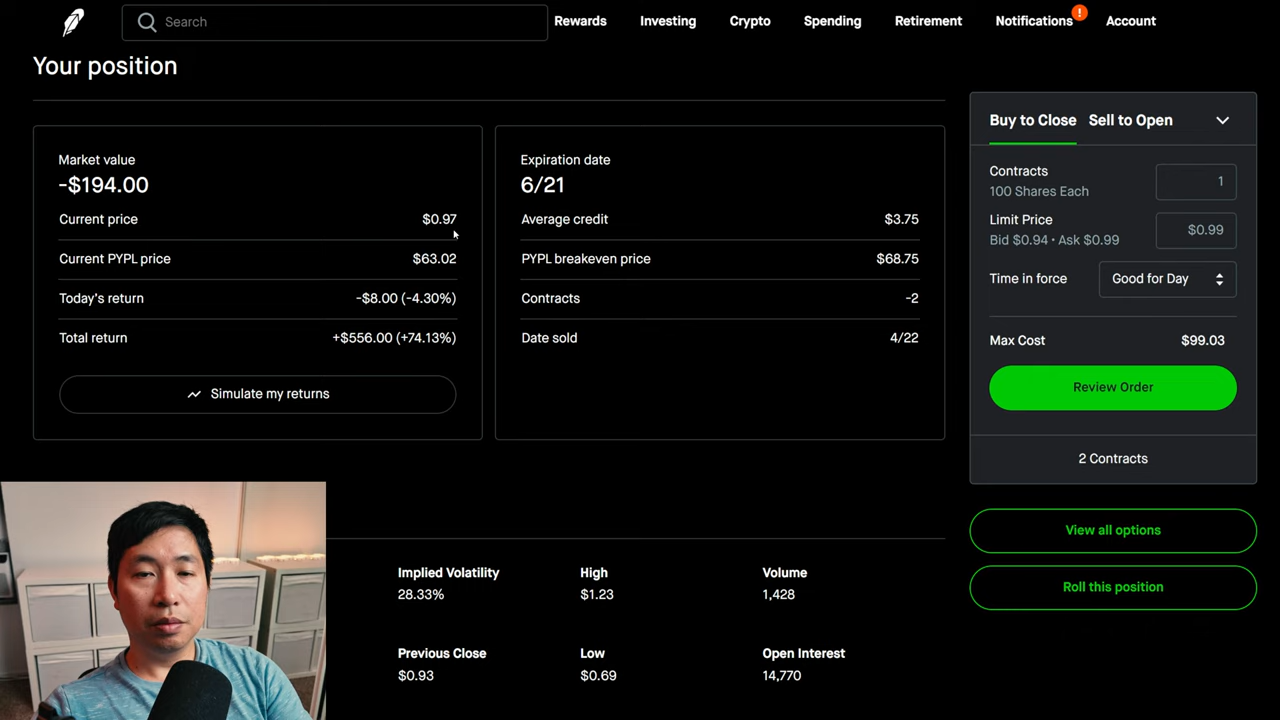 Search
Rewards
Investing
Crypto
Spending
Retirement
Notifications
!
Account
Your position
Market value
-$194.00
Current price $0.97
Current PYPL price $63.02
Today's return -$8.00 (-4.30%)
Total return +$556.00 (+74.13%)
Simulate my returns
Expiration date
6/21
Average credit $3.75
PYPL breakeven price $68.75
Contracts -2
Date sold 4/22
Buy to Close Sell to Open
Contracts 1
100 Shares Each
Limit Price $0.99
Bid $0.94 • Ask $0.99
Time in force Good for Day
Max Cost $99.03
Review Order
2 Contracts
View all options
Roll this position
Implied Volatility
28.33%
High
$1.23
Volume
1,428
Previous Close
$0.93
Low
$0.69
Open Interest
14,770